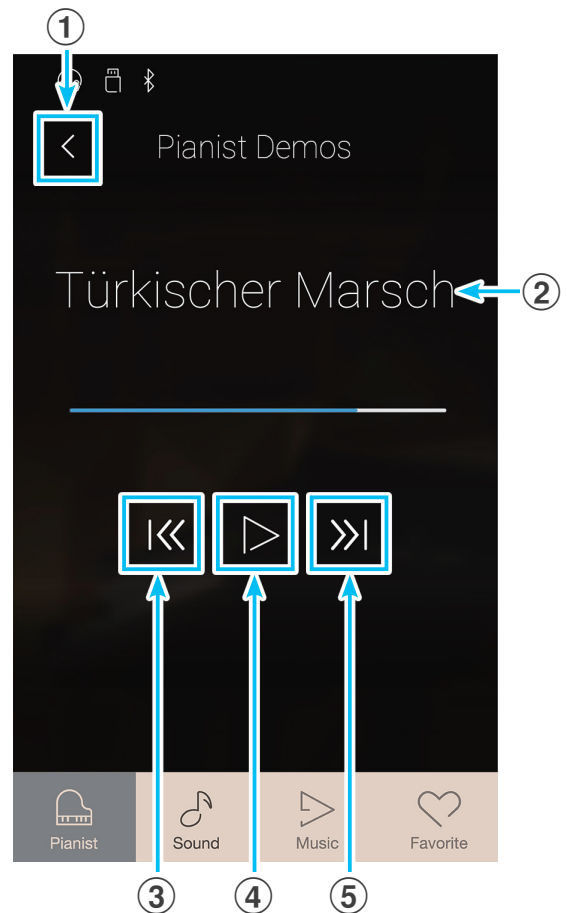 ①
Pianist Demos
Türkischer Marsch
②
Pianist Sound Music Favorite
③ ④ ⑤